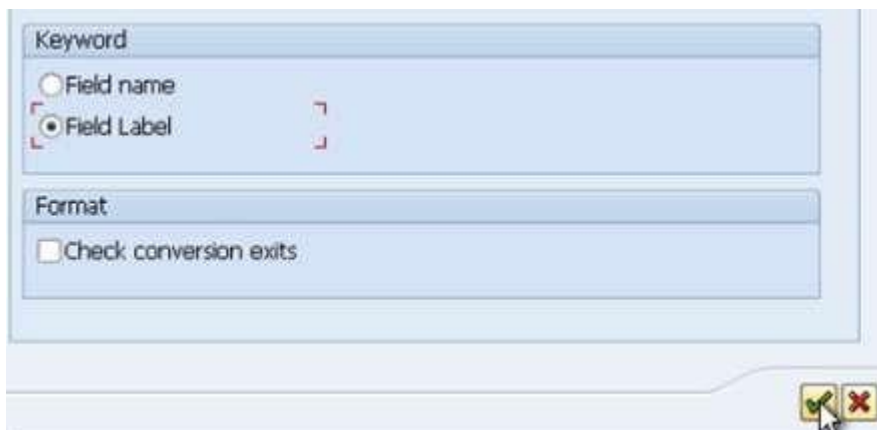 Keyword
Field name
Field Label
Format
Check conversion exits